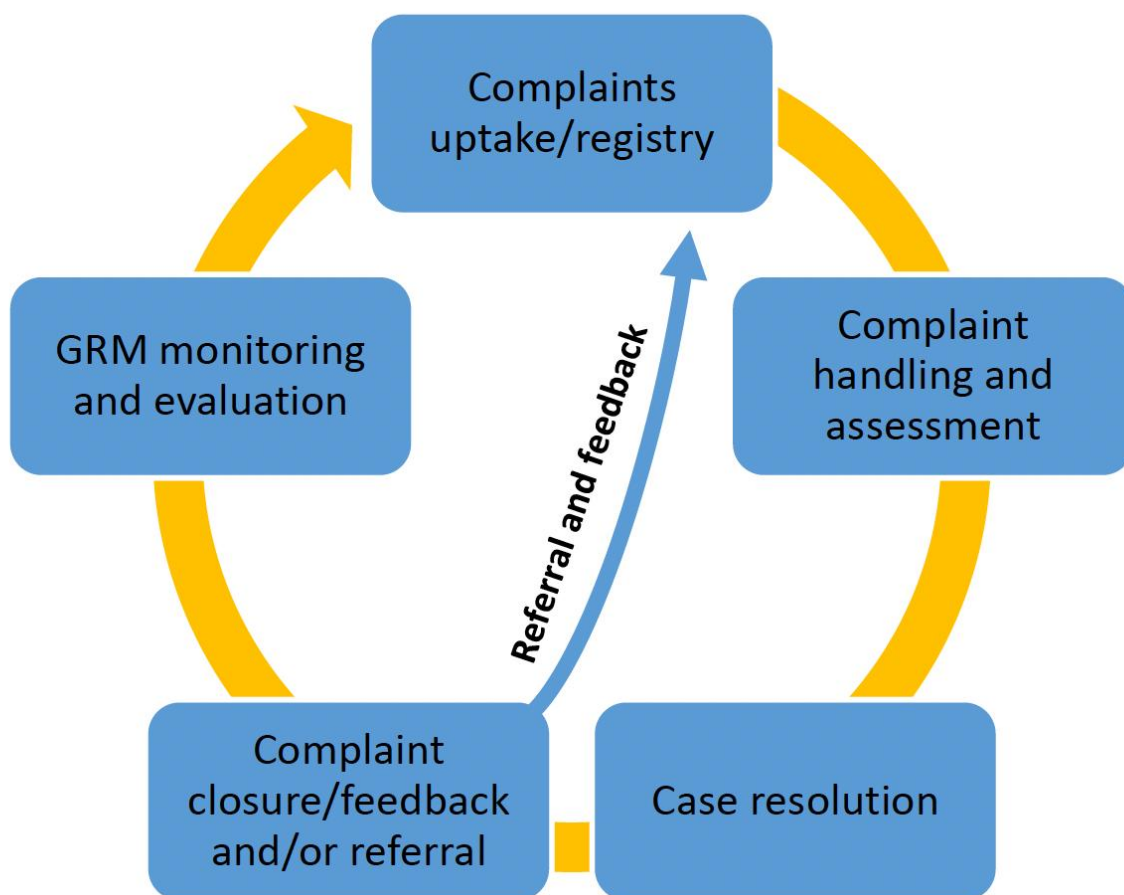 Complaints
uptake/registry
Complaint
handling and
assessment
Case resolution
Complaint
closure/feedback
and/or referral
GRM monitoring
and evaluation
Referral and feedback